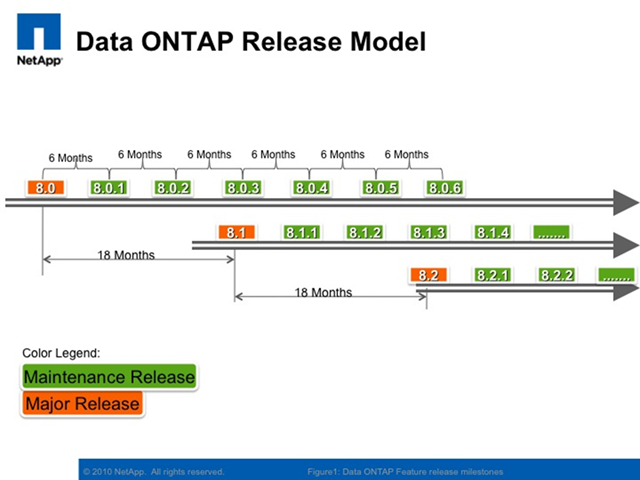 NetApp
Data ONTAP Release Model
6 Months 6 Months 6 Months 6 Months 6 Months 6 Months
8.0 8.0.1 8.0.2 8.0.3 8.0.4 8.0.5 8.0.6
8.1 8.1.1 8.1.2 8.1.3 8.1.4 .......
18 Months
8.2 8.2.1 8.2.2 .......
18 Months
Color Legend:
Maintenance Release
Major Release
© 2010 NetApp. All rights reserved. Figure1: Data ONTAP Feature release milestones